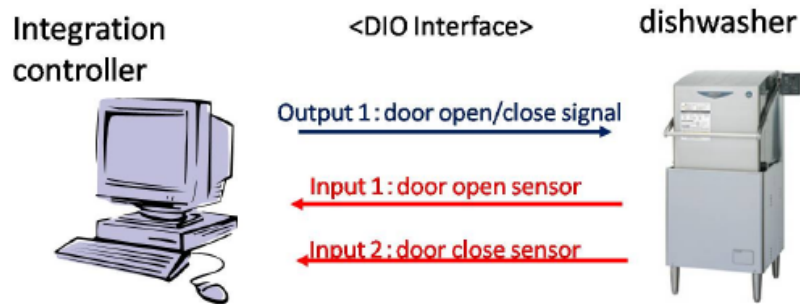 Integration
controller
<DIO Interface>
dishwasher
Output 1 : door open/close signal
Input 1 : door open sensor
Input 2 : door close sensor